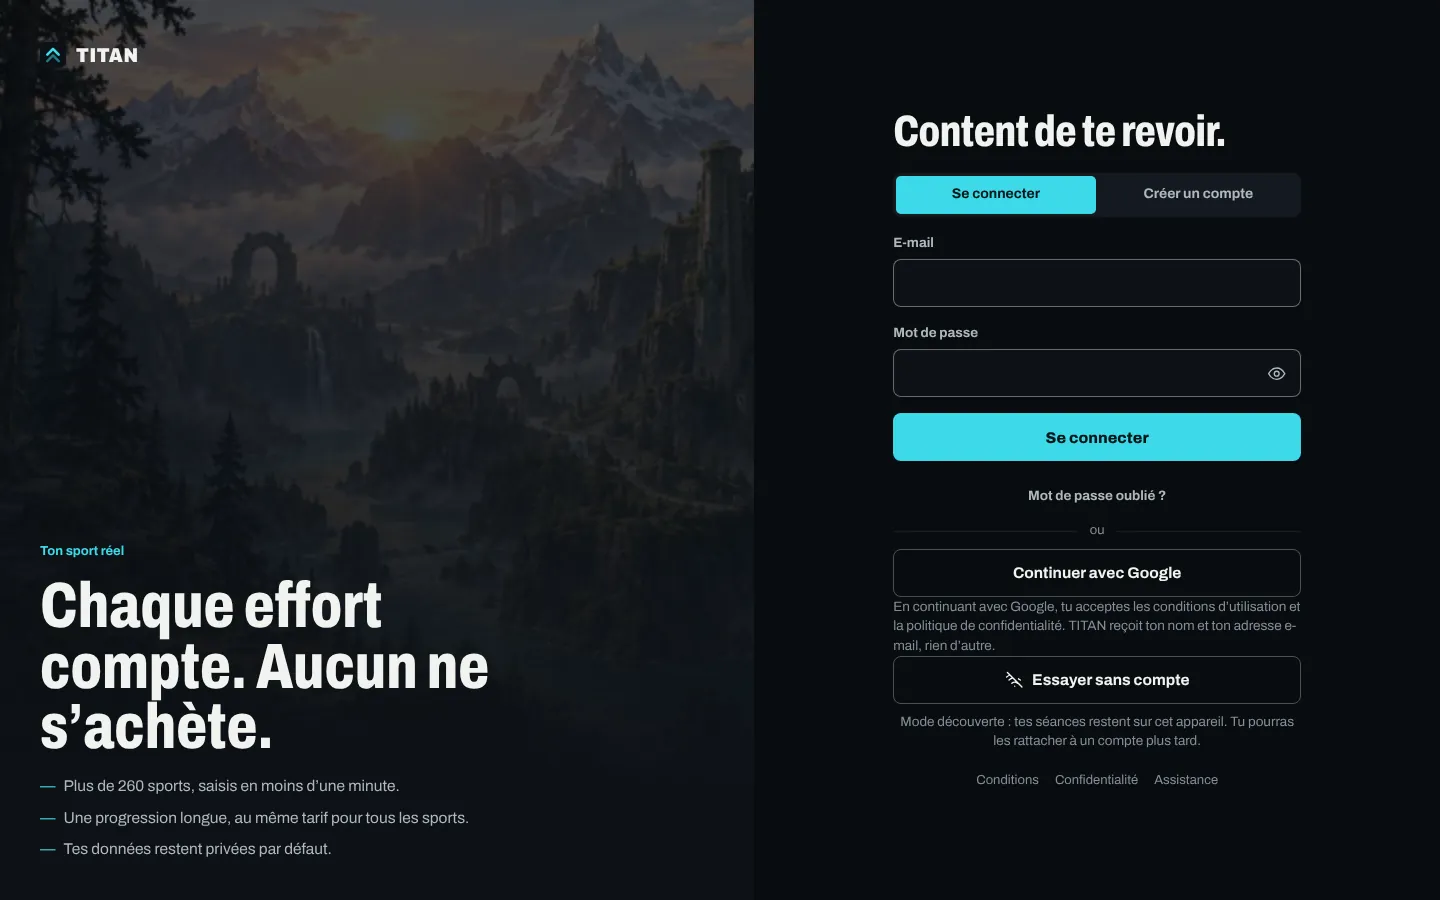 TITAN
Ton sport réel
Chaque effort
compte. Aucun ne
s’achète.
— Plus de 260 sports, saisis en moins d’une minute.
— Une progression longue, au même tarif pour tous les sports.
— Tes données restent privées par défaut.
Content de te revoir.
Se connecter
Créer un compte
E-mail
Mot de passe
Se connecter
Mot de passe oublié ?
ou
Continuer avec Google
En continuant avec Google, tu acceptes les conditions d’utilisation et
la politique de confidentialité. TITAN reçoit ton nom et ton adresse e-
mail, rien d’autre.
Essayer sans compte
Mode découverte : tes séances restent sur cet appareil. Tu pourras
les rattacher à un compte plus tard.
Conditions Confidentialité Assistance